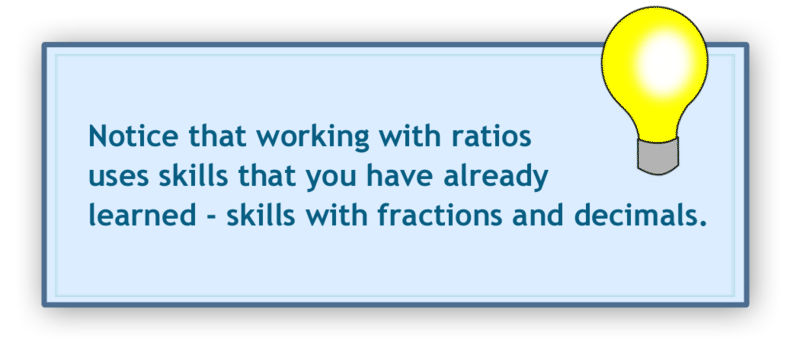 Notice that working with ratios
uses skills that you have already
learned - skills with fractions and decimals.